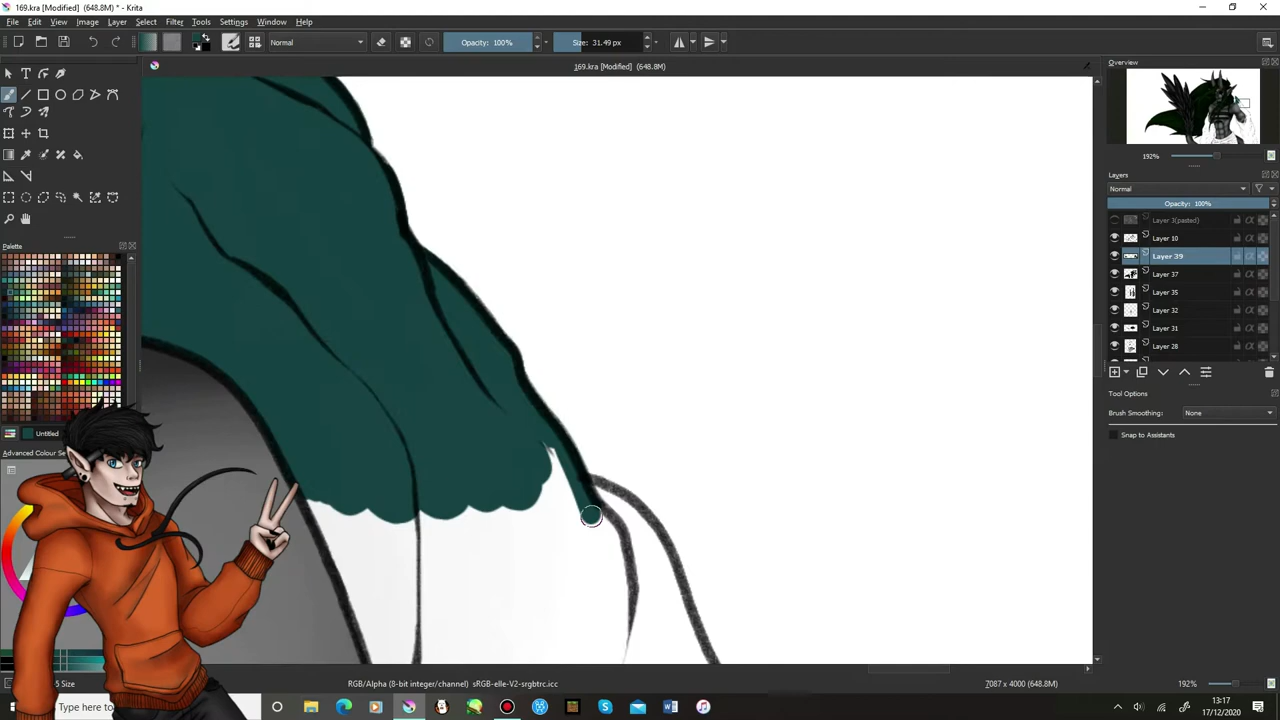 169.kra [Modified] (648.8M) * - Krita
File Edit View Image Layer Select Filter Tools Settings Window Help
Normal Opacity: 100% Size: 31.49 px
169.kra [Modified] (648.8M)
Overview
192%
Layers
Normal
Opacity: 100%
Layer 3(pasted)
Layer 10
Layer 39
Layer 37
Layer 35
Layer 32
Layer 31
Layer 28
Tool Options
Brush Smoothing: None
Snap to Assistants
Palette
Untitled
Advanced Colour Se
5 Size
RGB/Alpha (8-bit integer/channel) sRGB-elle-V2-srgbtrc.icc
7087 x 4000 (648.8M)
192%
Type here to
13:17
17/12/2020